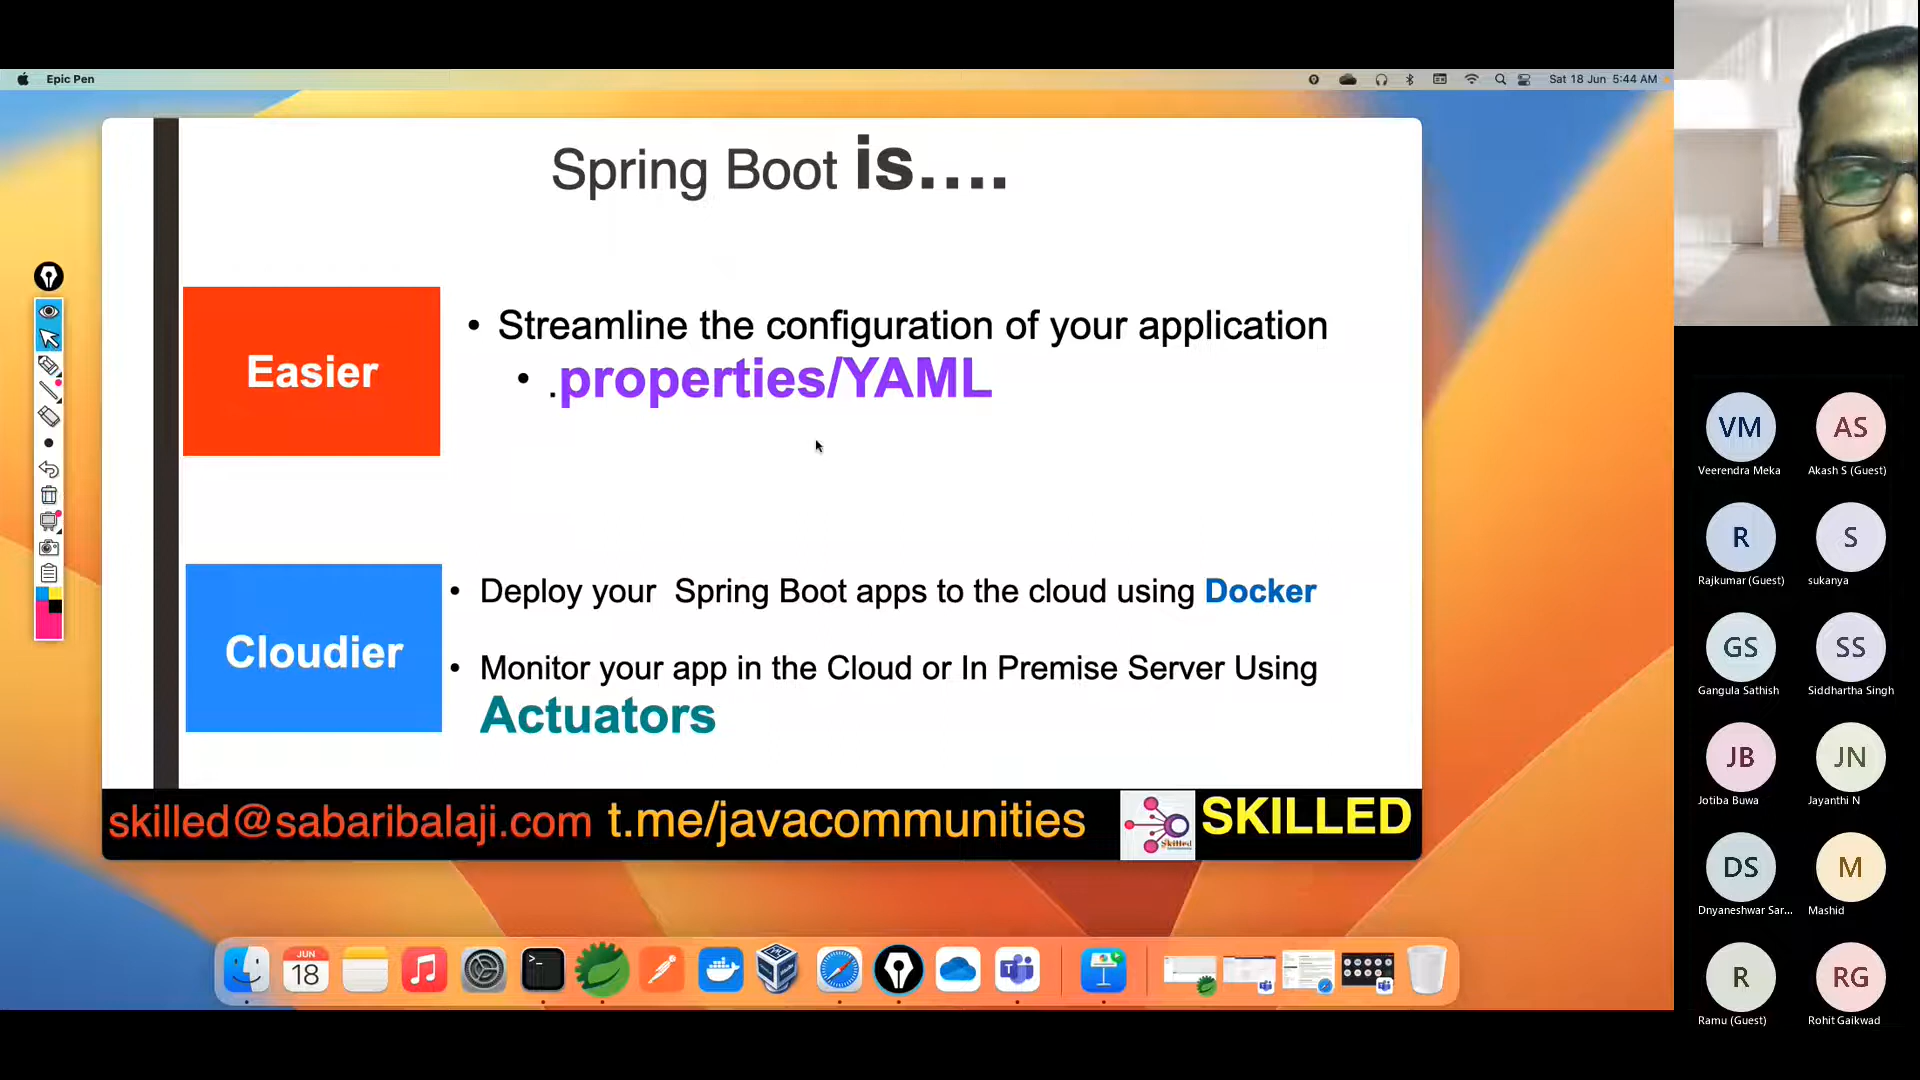 Epic Pen
Sat 18 Jun 5:44 AM
Spring Boot is....
Easier
• Streamline the configuration of your application
• .properties/YAML
Cloudier
• Deploy your Spring Boot apps to the cloud using Docker
• Monitor your app in the Cloud or In Premise Server Using
Actuators
skilled@sabaribalaji.com t.me/javacommunities
Skilled
SKILLED
JUN
18
VM
AS
Veerendra Meka
Akash S (Guest)
R
S
Rajkumar (Guest)
sukanya
GS
SS
Gangula Sathish
Siddhartha Singh
JB
JN
Jotiba Buwa
Jayanthi N
DS
M
Dnyaneshwar Sar...
Mashid
R
RG
Ramu (Guest)
Rohit Gaikwad